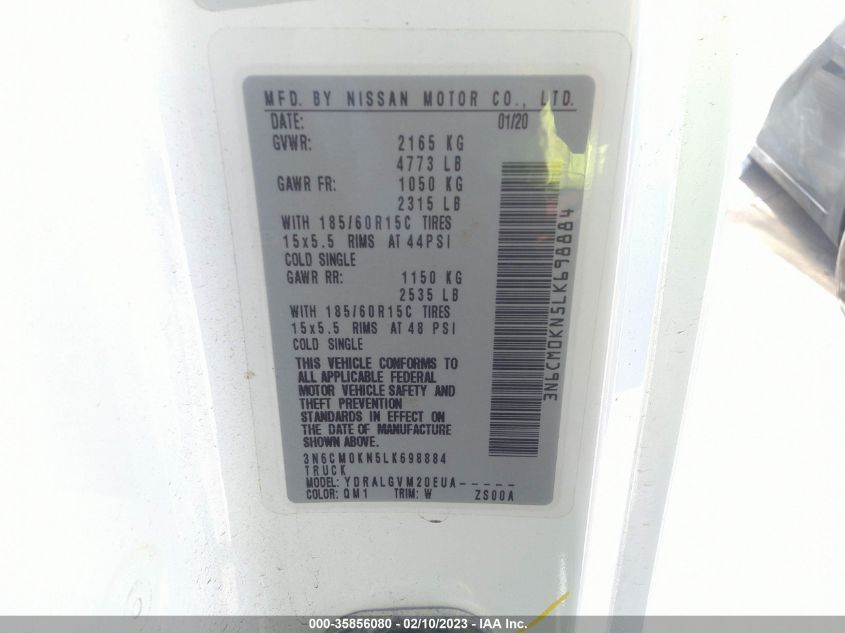 MFD. BY NISSAN MOTOR CO., LTD.
DATE: 01/20
GVWR: 2165 KG
4773 LB
GAWR FR: 1050 KG
2315 LB
WITH 185/60R15C TIRES
15x5.5 RIMS AT 44PSI
COLD SINGLE
GAWR RR: 1150 KG
2535 LB
WITH 185/60R15C TIRES
15x5.5 RIMS AT 48 PSI
COLD SINGLE
THIS VEHICLE CONFORMS TO
ALL APPLICABLE FEDERAL
MOTOR VEHICLE SAFETY AND
THEFT PREVENTION
STANDARDS IN EFFECT ON
THE DATE OF MANUFACTURE
SHOWN ABOVE.
3N6CM0KN5LK698884
TRUCK
MODEL: YDRALGVM20EUA-----
COLOR: QM1 TRIM: W ZS00A
3N6CM0KN5LK698884
000-35856080 - 02/10/2023 - IAA Inc.